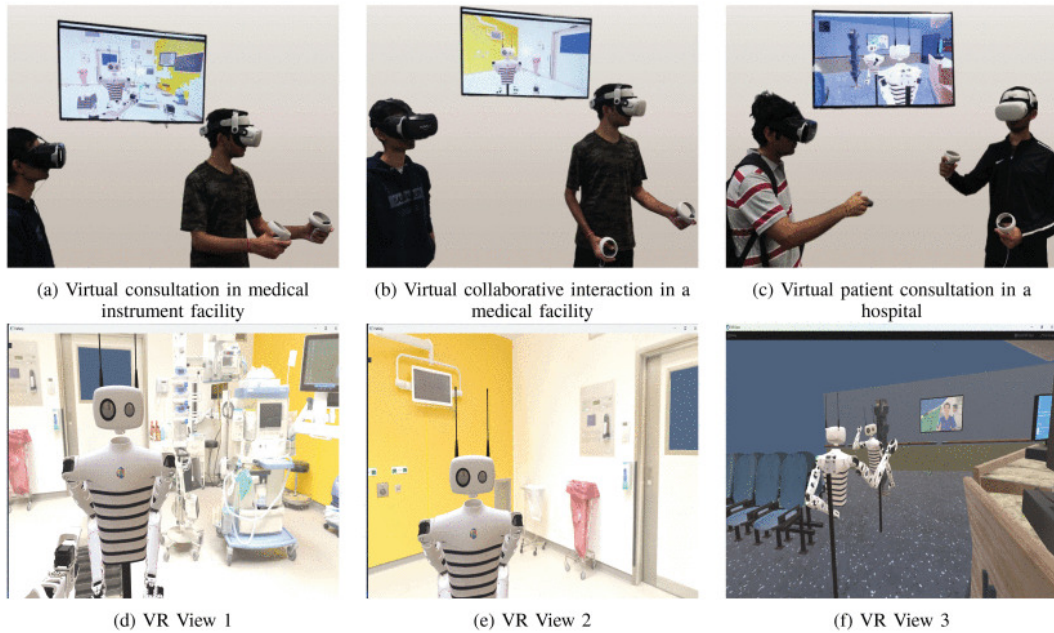 (a) Virtual consultation in medical
instrument facility
(b) Virtual collaborative interaction in a
medical facility
(c) Virtual patient consultation in a
hospital
(d) VR View 1
(e) VR View 2
(f) VR View 3